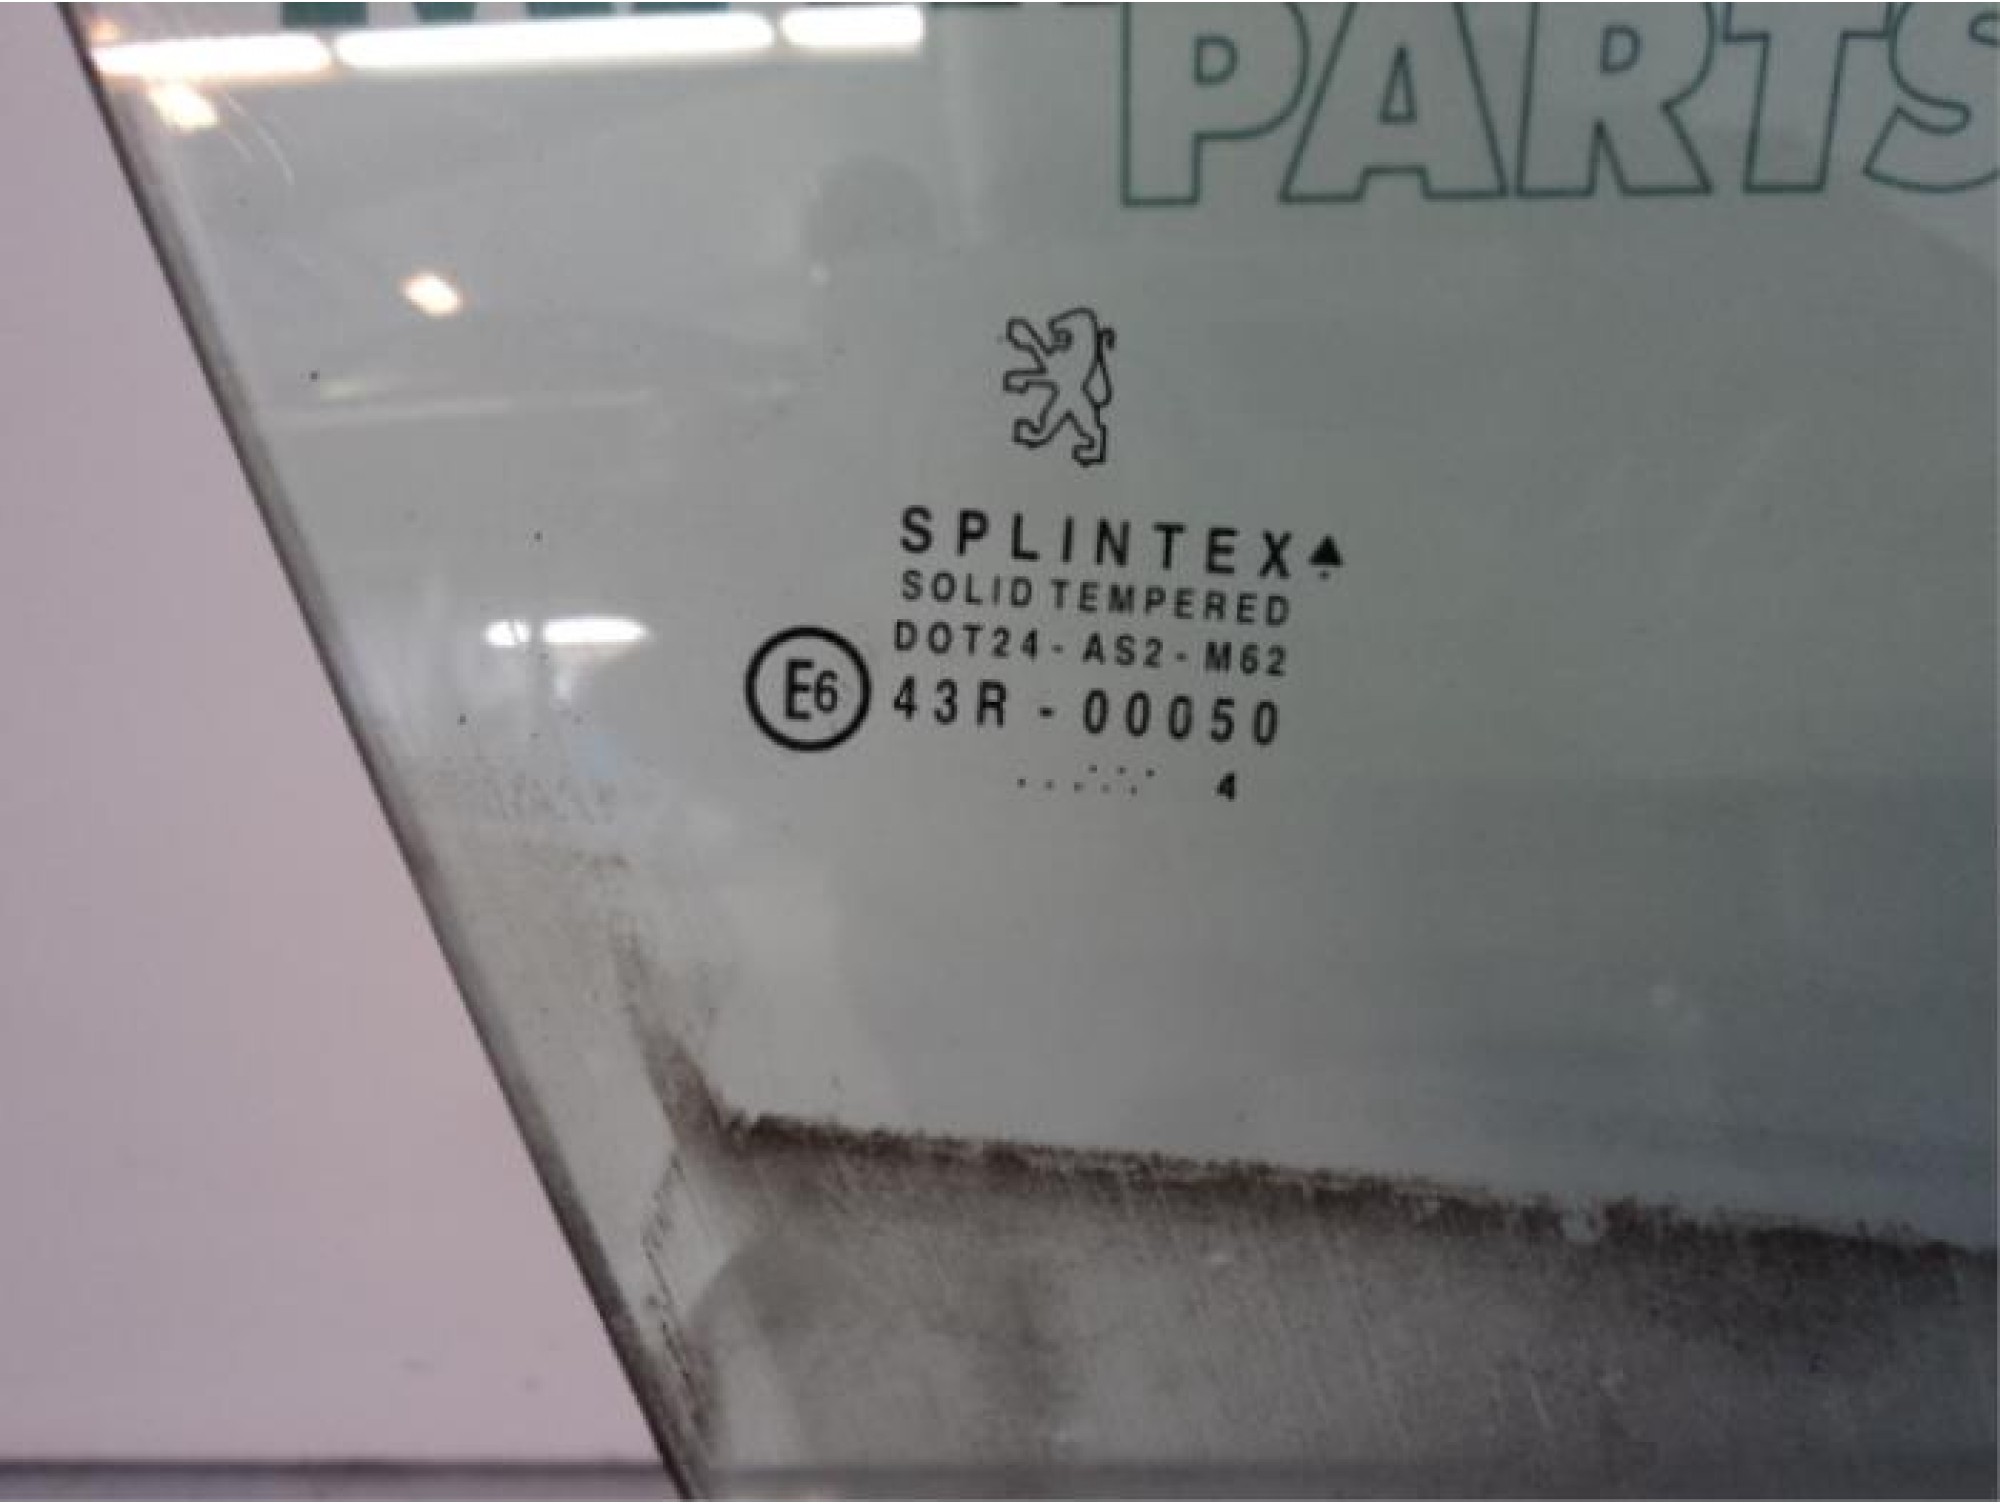 PARTS
SPLINTEX
SOLID TEMPERED
DOT24 - AS2 - M62
E6 43R - 00050
4